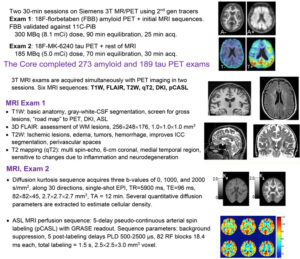 Two 30-min sessions on Siemens 3T MR/PET using 2nd gen tracers
Exam 1: 18F-florbetaben (FBB) amyloid PET + initial MRI sequences.
FBB validated against 11C-PiB
300 MBq (8.1 mCi) dose, 90 min equilibration, 25 min acq.
Exam 2: 18F-MK-6240 tau PET + rest of MRI
185 MBq (5.0 mCi) dose, 70 min equilibration, 30 min acq.
The Core completed 273 amyloid and 189 tau PET exams
3T MRI exams are acquired simultaneously with PET imaging in two
sessions. Six MRI sequences: T1W, FLAIR, T2W, qT2, DKI, pCASL
MRI Exam 1
• T1W: basic anatomy, gray-white-CSF segmentation, screen for gross
lesions, "road map" to PET, DKI, ASL
• 3D FLAIR: assessment of WM lesions, 256×248×176, 1.0×1.0×1.0 mm³
• T2W: Ischemic lesions, edema, tumors, hemorrhage, improves ICC
segmentation, perivascular spaces
• T2 mapping (qT2): multi spin-echo, 6-cm coronal, medial temporal region,
sensitive to changes due to inflammation and neurodegeneration
MRI, Exam 2
• Diffusion kurtosis sequence acquires three b-values of 0, 1000, and 2000
s/mm², along 30 directions, single-shot EPI, TR=5900 ms, TE=96 ms,
82×82×45, 2.7×2.7×2.7 mm³, TA = 12 min. Several quantitative diffusion
parameters are extracted to estimate cellular density.
• ASL MRI perfusion sequence: 5-delay pseudo-continuous arterial spin
labeling (pCASL) with GRASE readout. Sequence parameters: background
suppression, 5 post-labeling delays PLD 500-2500 µs, 82 RF blocks 18.4
ms each, total labeling = 1.5 s, 2.5×2.5×3.0 mm³ voxel.